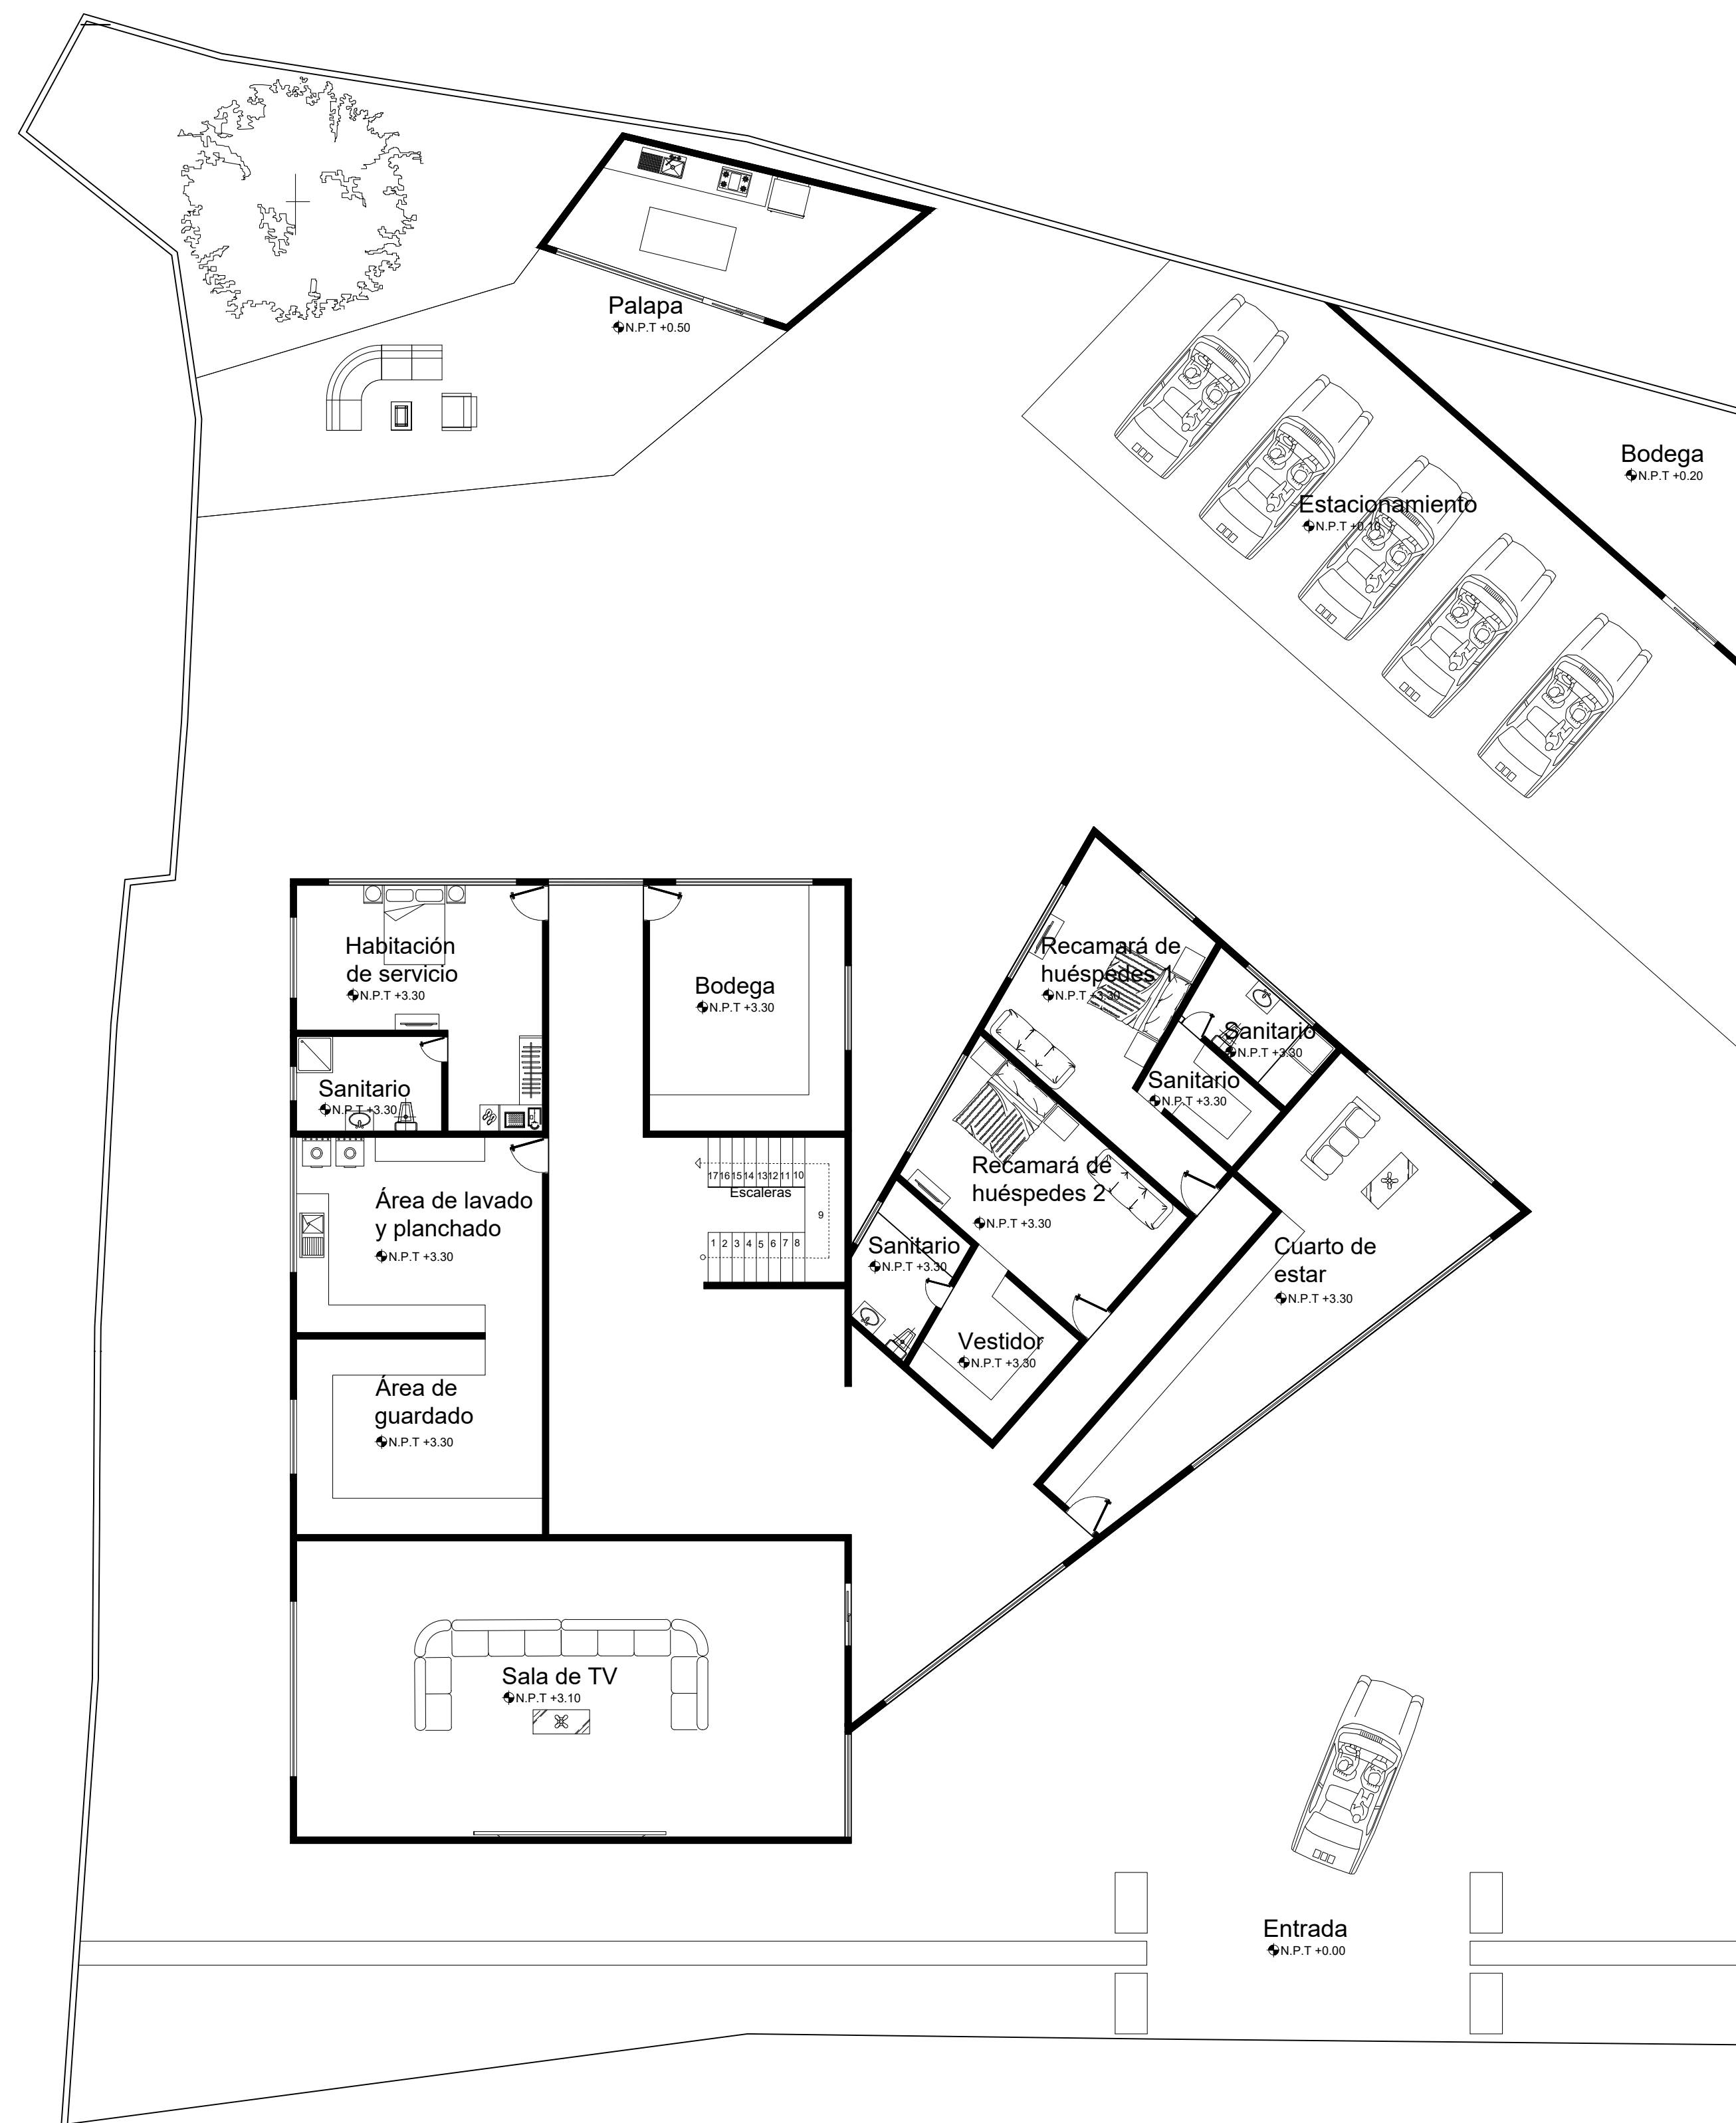 Palapa
N.P.T +0.50
Bodega
N.P.T +0.20
Estacionamiento
N.P.T +0.10
Habitación
de servicio
N.P.T +3.30
Bodega
N.P.T +3.30
Recamará de
huéspedes 1
N.P.T +3.30
Sanitario
N.P.T +3.30
Sanitario
N.P.T +3.30
Sanitario
N.P.T +3.30
Recamará de
huéspedes 2
N.P.T +3.30
17 16 15 14 13 12 11 10
Escaleras
9
1 2 3 4 5 6 7 8
Área de lavado
y planchado
N.P.T +3.30
Sanitario
N.P.T +3.30
Cuarto de
estar
N.P.T +3.30
Vestidor
N.P.T +3.30
Área de
guardado
N.P.T +3.30
Sala de TV
N.P.T +3.10
Entrada
N.P.T +0.00